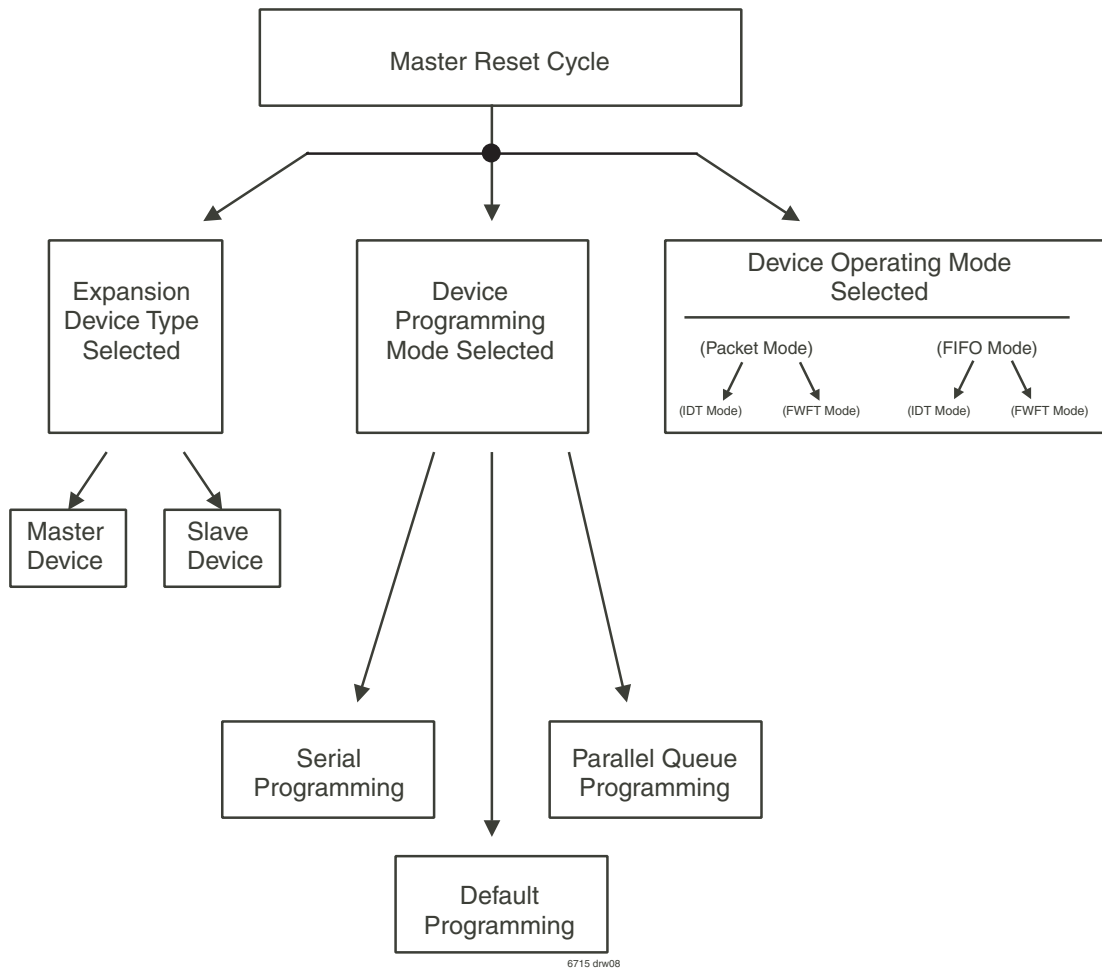 Master Reset Cycle
Expansion
Device Type
Selected
Device
Programming
Mode Selected
Device Operating Mode
Selected
(Packet Mode)
(FIFO Mode)
(IDT Mode)
(FWFT Mode)
(IDT Mode)
(FWFT Mode)
Master
Device
Slave
Device
Serial
Programming
Parallel Queue
Programming
Default
Programming
6715 drw08